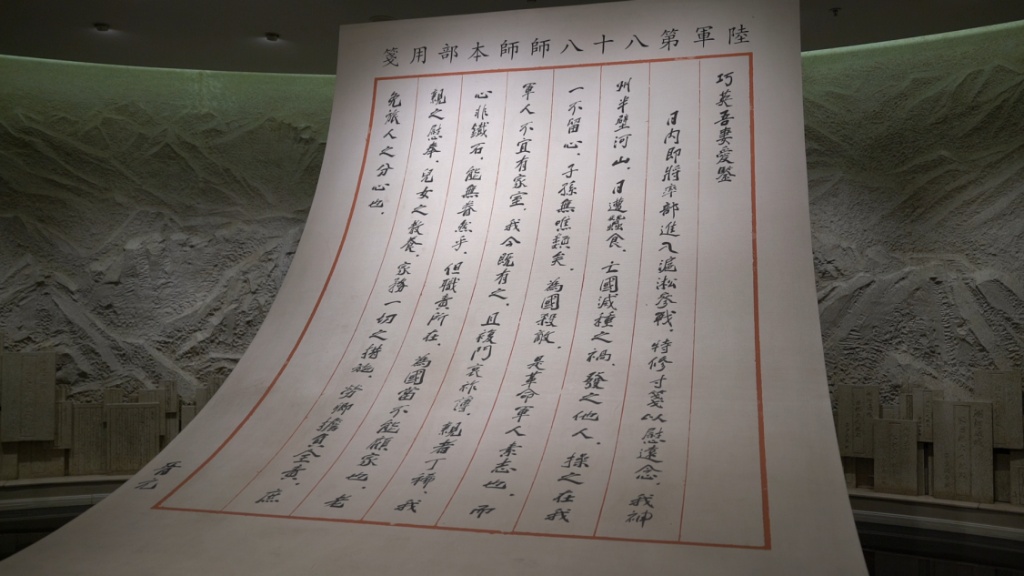 陸軍第八十八師師本部用箋
巧英吾妻愛鑒
日內即將率部進入滬淞參戰，特修寸箋以慰遠念。我神
州半壁河山，日遭蠶食，亡國滅種之禍，發之他人，操之在我
一不留心，子孫無噍類矣，為國殺敵，是革命軍人素志也，而
軍人不宜有家室，我今既有之，且複門衰祚薄，親者丁稀，我
心非鐵石，能無眷然乎，但職責所在，為國當不能顧家也，老
親之慰奉，兒女之教養，家務一切之措施，勞卿擔負全責，庶
免旅人之分心也。
晉元